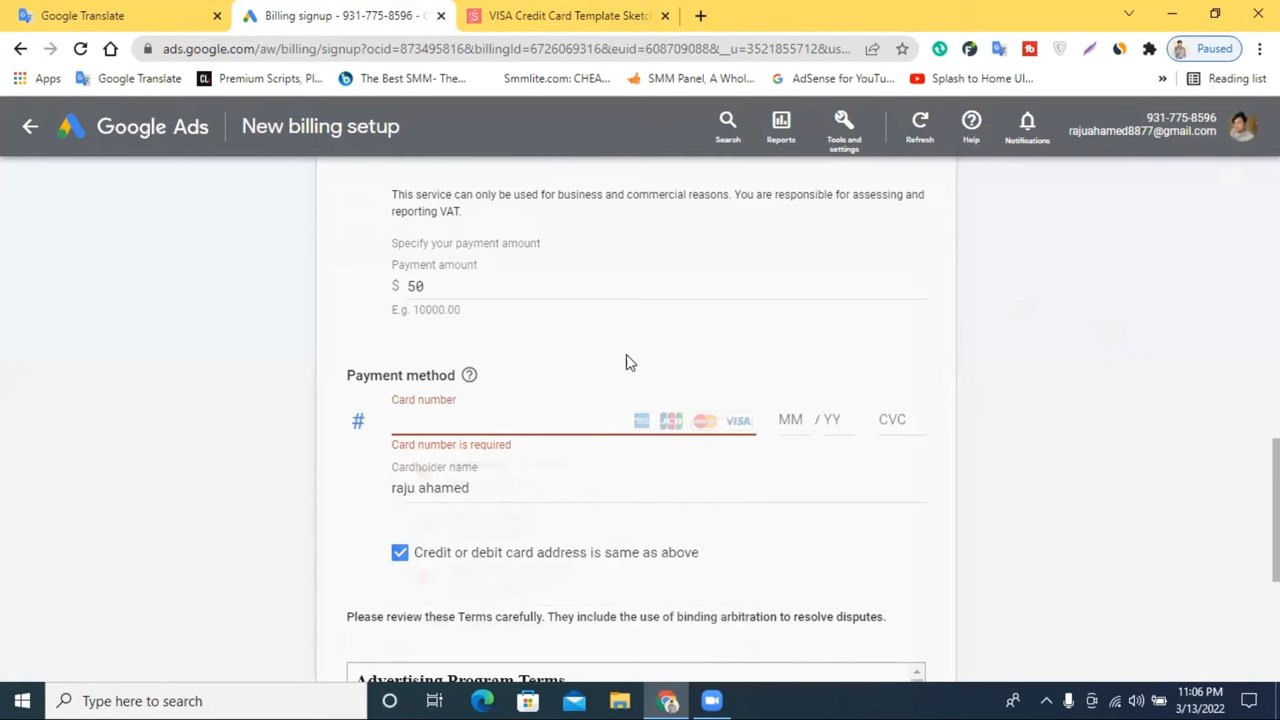 Google Translate
Billing signup - 931-775-8596 -
VISA Credit Card Template Sketc
ads.google.com/aw/billing/signup?ocid=873495816&billingId=6726069316&euid=608709088&__u=3521855712&us...
Paused
Apps
Google Translate
Premium Scripts, Pl...
The Best SMM- The...
Smmlite.com: CHEA...
SMM Panel, A Whol...
AdSense for YouTu...
Splash to Home UI...
»
Reading list
Google Ads
New billing setup
Search
Reports
Tools and
settings
Refresh
Help
Notifications
931-775-8596
rajuahamed8877@gmail.com
This service can only be used for business and commercial reasons. You are responsible for assessing and
reporting VAT.
Specify your payment amount
Payment amount
$ 50
E.g. 10000.00
Payment method
Card number
# VISA MM / YY CVC
Card number is required
Cardholder name
raju ahamed
Credit or debit card address is same as above
Please review these Terms carefully. They include the use of binding arbitration to resolve disputes.
Advertising Program Terms
Type here to search
11:06 PM
3/13/2022